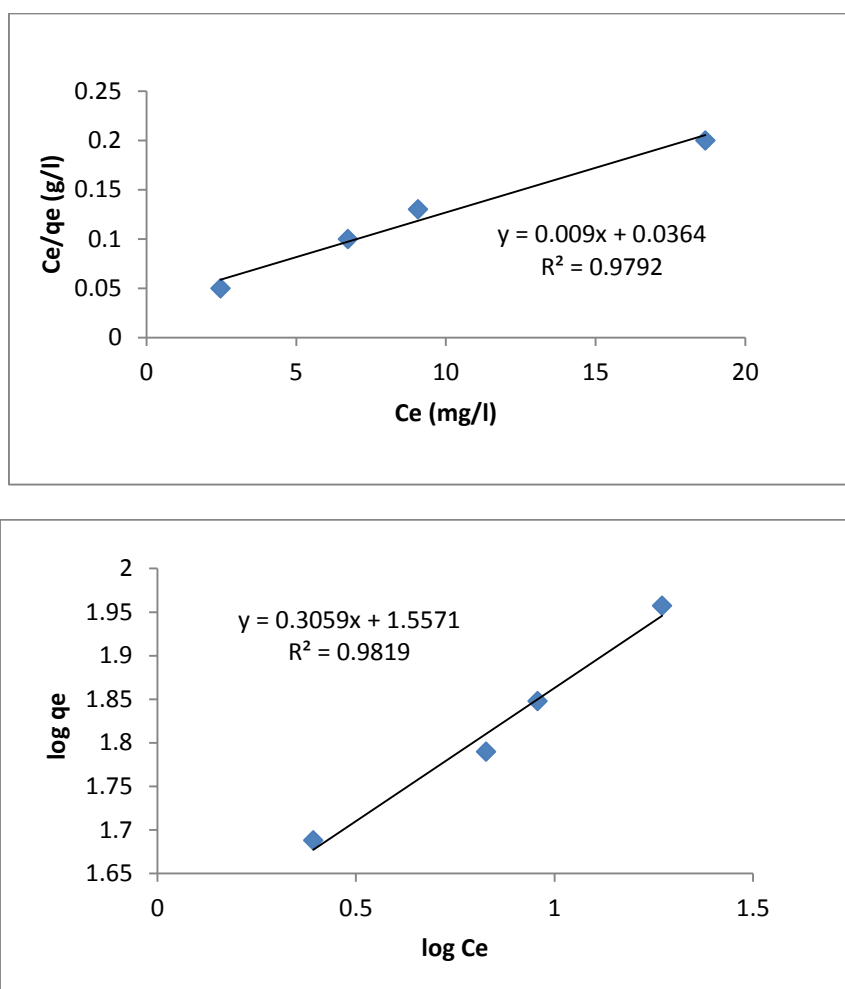 0.25
0.2
0.15
0.1
0.05
0
Ce/qe (g/l)
y = 0.009x + 0.0364
R² = 0.9792
0 5 10 15 20
Ce (mg/l)
2
1.95
1.9
1.85
1.8
1.75
1.7
1.65
log qe
y = 0.3059x + 1.5571
R² = 0.9819
0 0.5 1 1.5
log Ce